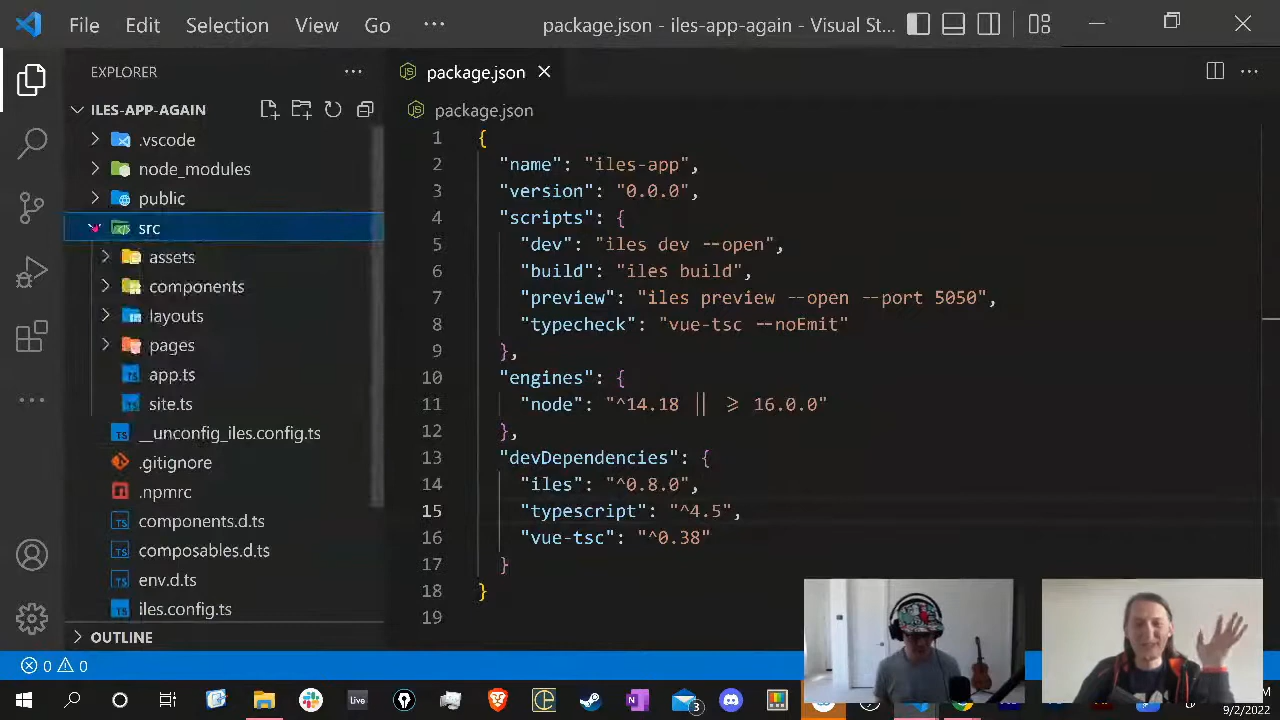 File Edit Selection View Go ··· package.json - iles-app-again - Visual St...
EXPLORER ···
package.json
ILES-APP-AGAIN
package.json
.vscode
node_modules
public
src
assets
components
layouts
pages
app.ts
site.ts
__unconfig_iles.config.ts
.gitignore
.npmrc
components.d.ts
composables.d.ts
env.d.ts
iles.config.ts
OUTLINE
1 {
2 "name": "iles-app",
3 "version": "0.0.0",
4 "scripts": {
5 "dev": "iles dev --open",
6 "build": "iles build",
7 "preview": "iles preview --open --port 5050",
8 "typecheck": "vue-tsc --noEmit"
9 },
10 "engines": {
11 "node": "^14.18 || ≥ 16.0.0"
12 },
13 "devDependencies": {
14 "iles": "^0.8.0",
15 "typescript": "^4.5",
16 "vue-tsc": "^0.38"
17 }
18 }
19
0 0
Live
3
9/2/2022